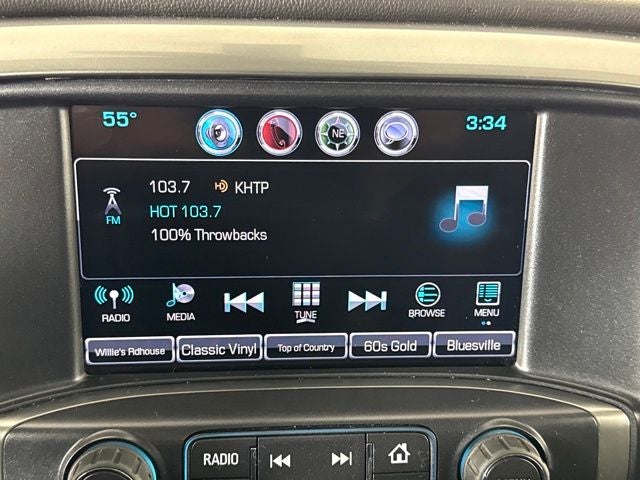 55°
NE
3:34
103.7 HD KHTP
FM
HOT 103.7
100% Throwbacks
RADIO MEDIA TUNE BROWSE MENU
Willie's Rdhouse Classic Vinyl Top of Country 60s Gold Bluesville
RADIO